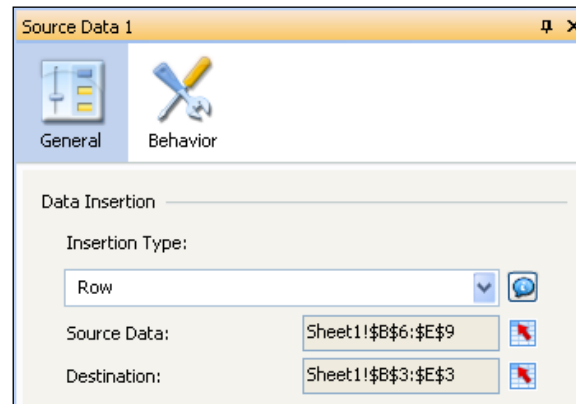 Source Data 1
General Behavior
Data Insertion
Insertion Type:
Row
Source Data: Sheet1!$B$6:$E$9
Destination: Sheet1!$B$3:$E$3